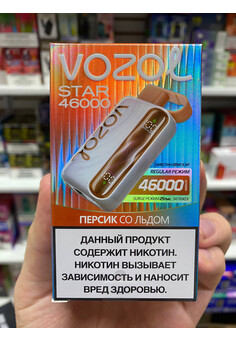 VOZOL
STAR
46000
VOZOL
REGULAR РЕЖИМ
46000
ПЕРСИК СО ЛЬДОМ
ДАННЫЙ ПРОДУКТ
СОДЕРЖИТ НИКОТИН.
НИКОТИН ВЫЗЫВАЕТ
ЗАВИСИМОСТЬ И НАНОСИТ
ВРЕД ЗДОРОВЬЮ.